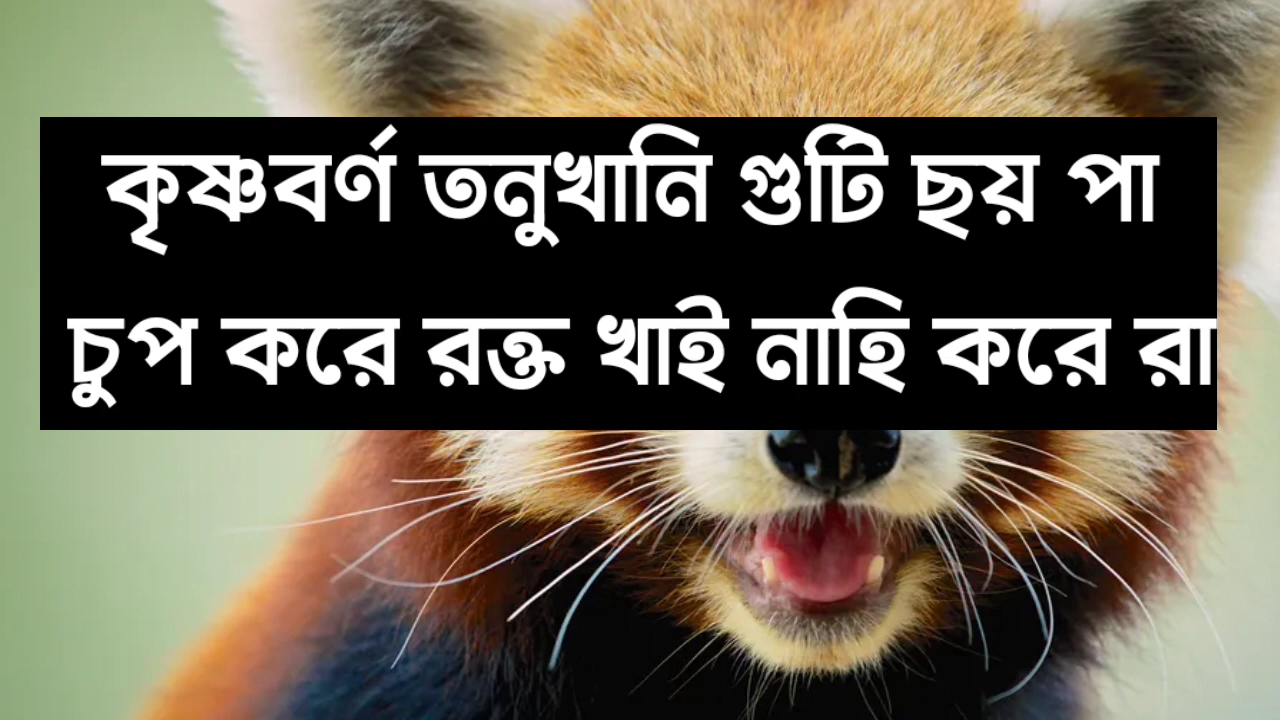 কৃষ্ণবর্ণ তনুখানি গুটি ছয় পা
চুপ করে রক্ত খাই নাহি করে রা